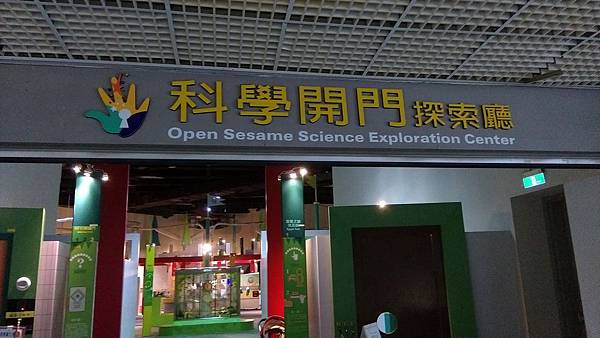 科學開門探索廳
Open Sesame Science Exploration Center